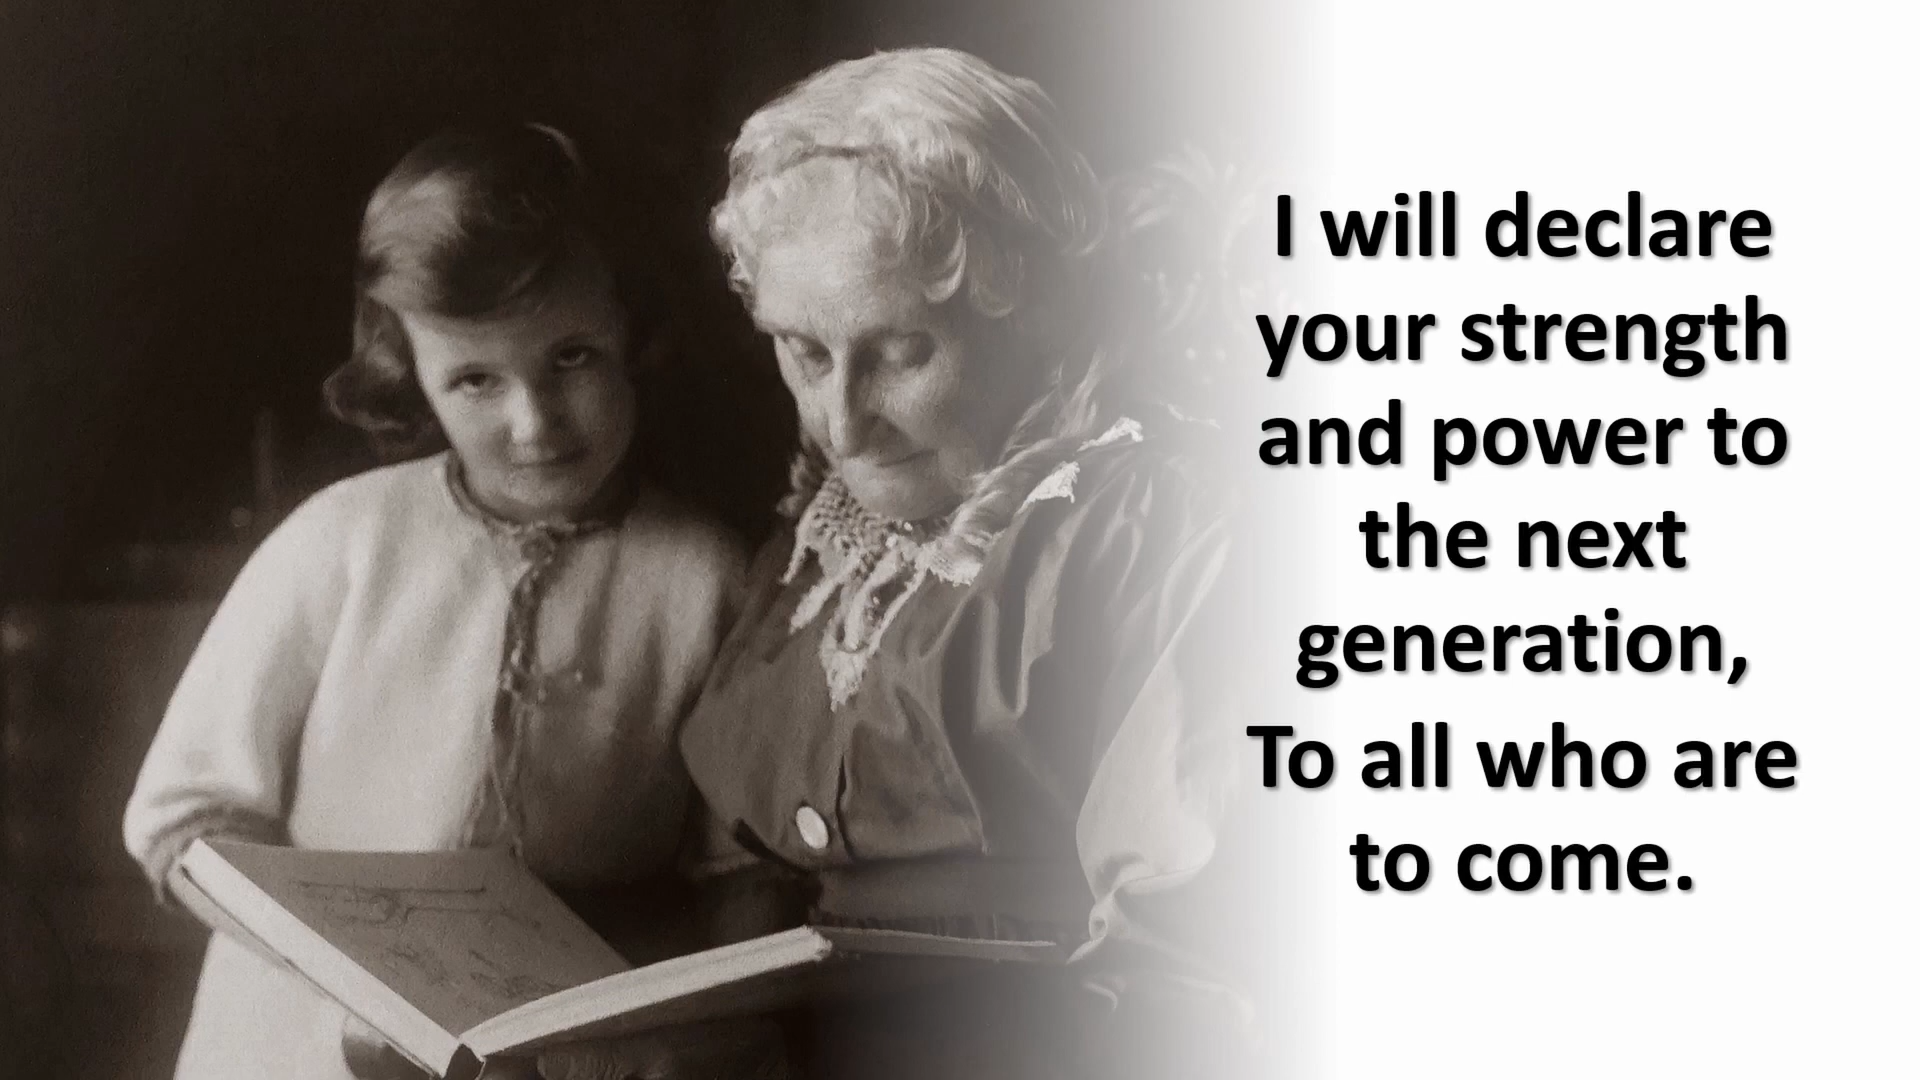 I will declare
your strength
and power to
the next
generation,
To all who are
to come.